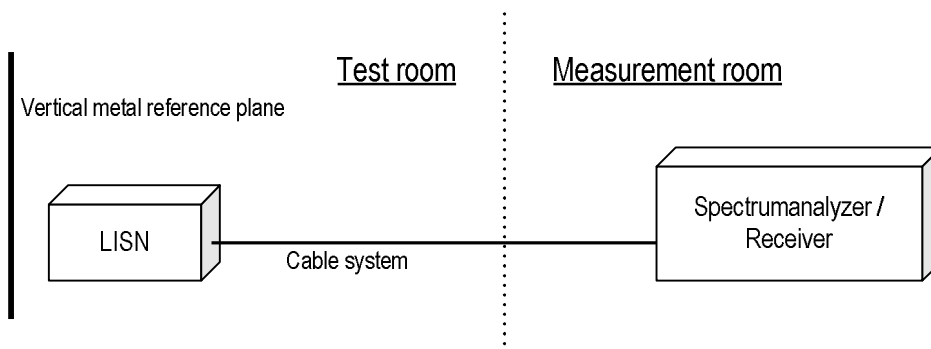 Test room
Measurement room
Vertical metal reference plane
LISN
Cable system
Spectrumanalyzer /
Receiver